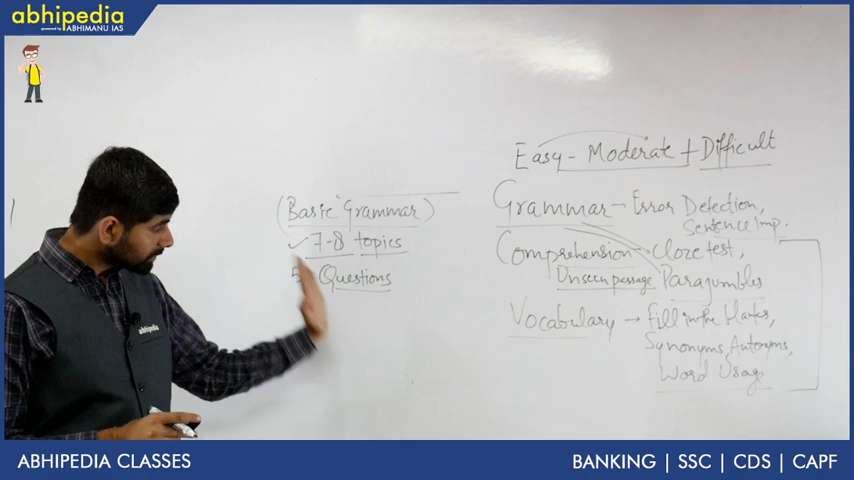 abhipedia
powered by ABHIMANU IAS
Easy - Moderate + Difficult
(Basic Grammar)
✓ 7-8 topics
Questions
Grammar - Error Detection,
Sentence Imp.
Comprehension - Cloze test,
Unseen passage Parajumbles
Vocabulary → Fill in the blanks,
Synonyms, Antonyms,
Word Usage
abhipedia
ABHIPEDIA CLASSES
BANKING | SSC | CDS | CAPF